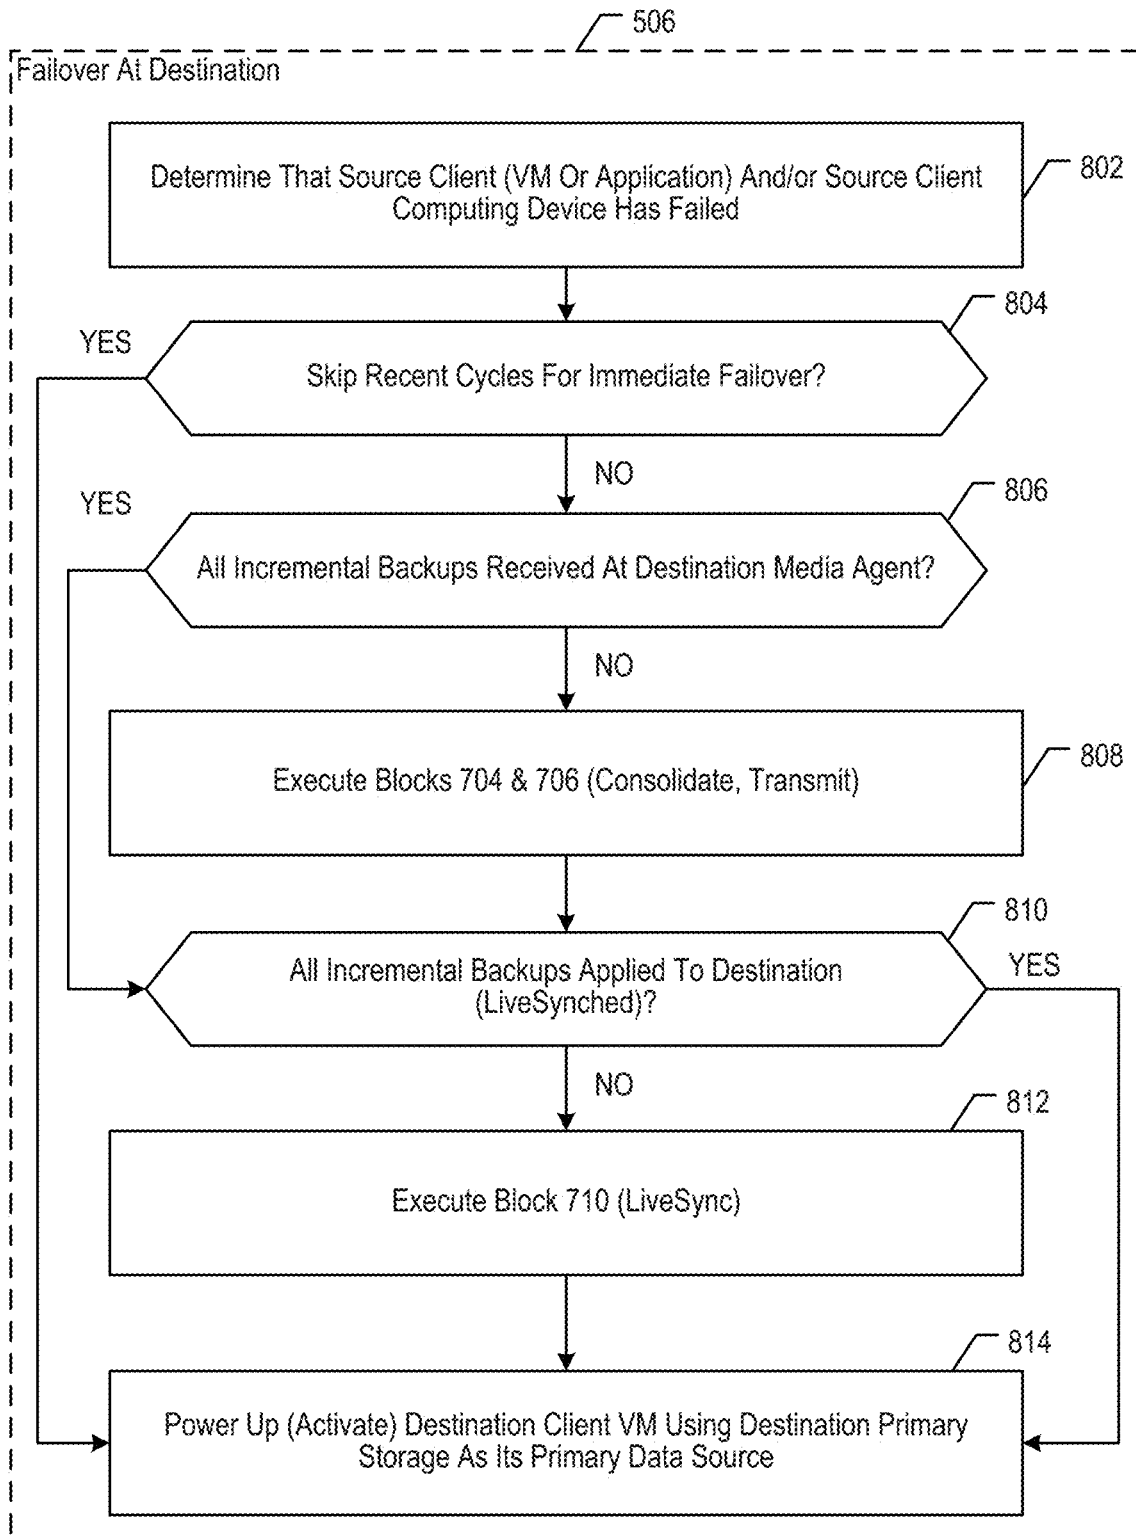 506
Failover At Destination
Determine That Source Client (VM Or Application) And/or Source Client
Computing Device Has Failed
802
804
YES
Skip Recent Cycles For Immediate Failover?
NO
806
YES
All Incremental Backups Received At Destination Media Agent?
NO
808
Execute Blocks 704 & 706 (Consolidate, Transmit)
810
All Incremental Backups Applied To Destination
(LiveSynched)?
YES
NO
812
Execute Block 710 (LiveSync)
814
Power Up (Activate) Destination Client VM Using Destination Primary
Storage As Its Primary Data Source